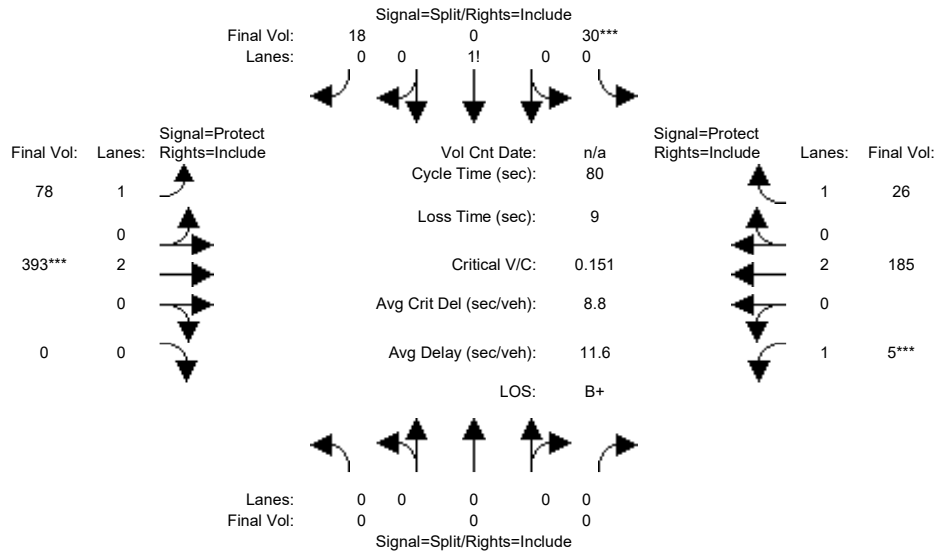 Signal=Split/Rights=Include
Final Vol: 18 0 30***
Lanes: 0 0 1! 0 0
Signal=Protect Signal=Protect
Final Vol: Lanes: Rights=Include Vol Cnt Date: n/a Rights=Include Lanes: Final Vol:
Cycle Time (sec): 80
78 1 1 26
Loss Time (sec): 9
0 0
393*** 2 Critical V/C: 0.151 2 185
0 Avg Crit Del (sec/veh): 8.8 0
0 0 Avg Delay (sec/veh): 11.6 1 5***
LOS: B+
Lanes: 0 0 0 0 0
Final Vol: 0 0 0
Signal=Split/Rights=Include